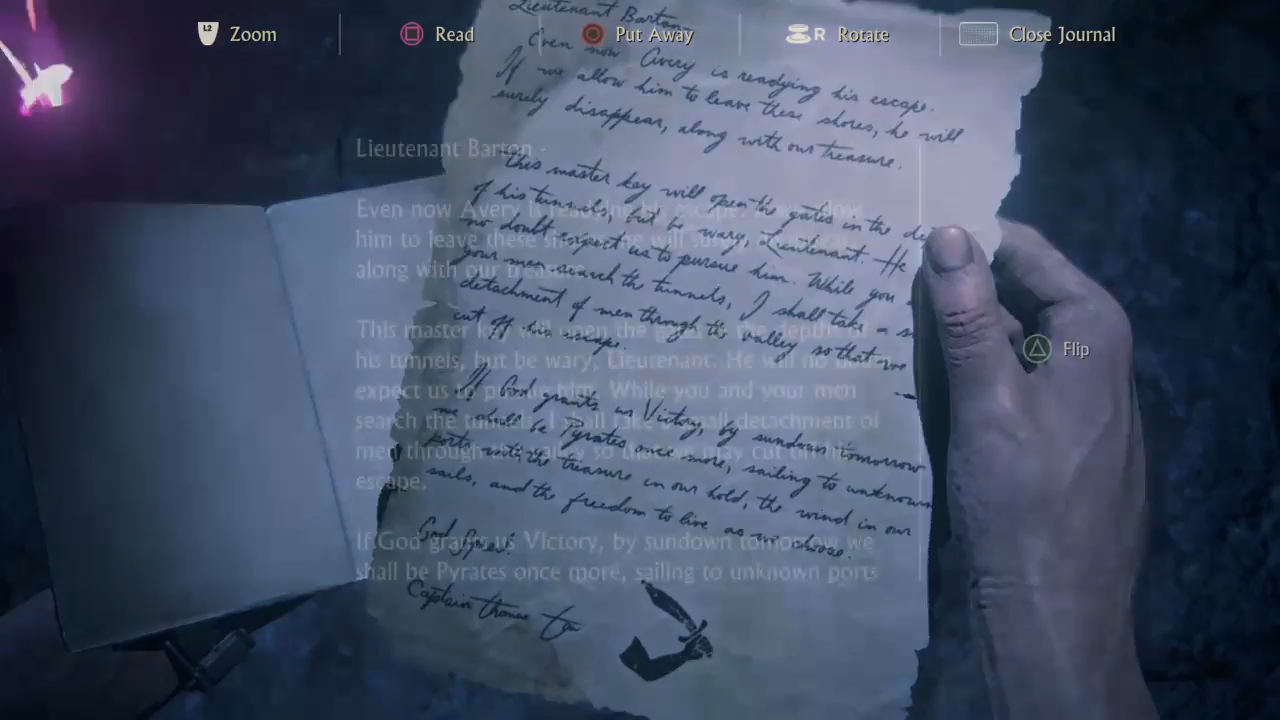 Zoom
Read
Put Away
R Rotate
Close Journal
L2
Lieutenant Barton
Even now Avery is readying his escape.
If we allow him to leave these shores, he will
surely disappear, along with our treasure.
This master key will open the gates in the de
of his tunnels, but be wary, Lieutenant. He
no doubt expect us to pursue him. While you
your men search the tunnels, I shall take a sm
detachment of men through the valley so that we
cut off his escape.
If God grants us Victory, by sundown tomorrow
we shall be Pyrates once more, sailing to unknown
ports with the treasure in our hold, the wind in our
sails, and the freedom to live as we choose.
God Speed!
Captain Thomas Tew
Flip
Lieutenant Barton -
Even now Avery is readying his escape. If we allow
him to leave these shores, he will surely disappear,
along with our treasure.
This master key will open the gates in the depth of
his tunnels, but be wary, Lieutenant. He will no doubt
expect us to pursue him. While you and your men
search the tunnels, I shall take a small detachment of
men through the valley so that we may cut off his
escape.
If God grants us VIctory, by sundown tomorrow we
shall be Pyrates once more, sailing to unknown ports